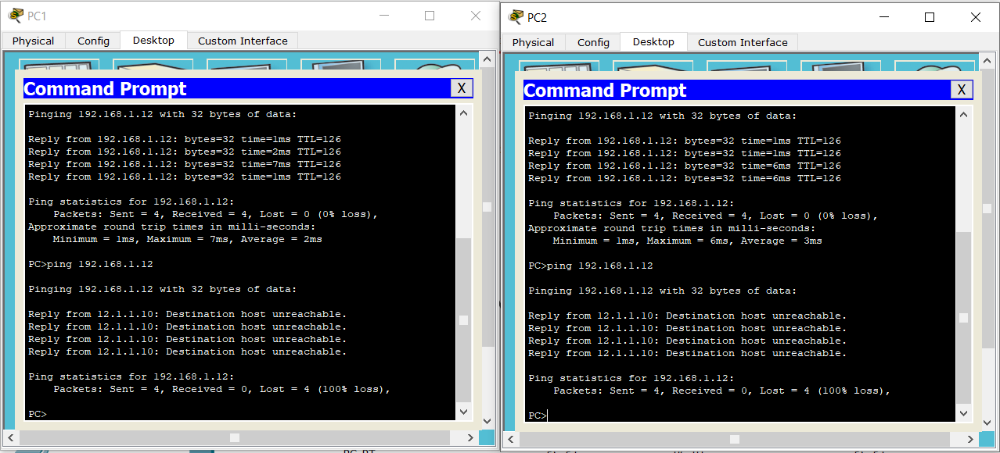 PC1
Physical Config Desktop Custom Interface
Command Prompt X
Pinging 192.168.1.12 with 32 bytes of data:
Reply from 192.168.1.12: bytes=32 time=1ms TTL=126
Reply from 192.168.1.12: bytes=32 time=2ms TTL=126
Reply from 192.168.1.12: bytes=32 time=7ms TTL=126
Reply from 192.168.1.12: bytes=32 time=1ms TTL=126
Ping statistics for 192.168.1.12:
Packets: Sent = 4, Received = 4, Lost = 0 (0% loss),
Approximate round trip times in milli-seconds:
Minimum = 1ms, Maximum = 7ms, Average = 2ms
PC>ping 192.168.1.12
Pinging 192.168.1.12 with 32 bytes of data:
Reply from 12.1.1.10: Destination host unreachable.
Reply from 12.1.1.10: Destination host unreachable.
Reply from 12.1.1.10: Destination host unreachable.
Reply from 12.1.1.10: Destination host unreachable.
Ping statistics for 192.168.1.12:
Packets: Sent = 4, Received = 0, Lost = 4 (100% loss),
PC>
PC2
Physical Config Desktop Custom Interface
Command Prompt X
Pinging 192.168.1.12 with 32 bytes of data:
Reply from 192.168.1.12: bytes=32 time=1ms TTL=126
Reply from 192.168.1.12: bytes=32 time=1ms TTL=126
Reply from 192.168.1.12: bytes=32 time=6ms TTL=126
Reply from 192.168.1.12: bytes=32 time=6ms TTL=126
Ping statistics for 192.168.1.12:
Packets: Sent = 4, Received = 4, Lost = 0 (0% loss),
Approximate round trip times in milli-seconds:
Minimum = 1ms, Maximum = 6ms, Average = 3ms
PC>ping 192.168.1.12
Pinging 192.168.1.12 with 32 bytes of data:
Reply from 12.1.1.10: Destination host unreachable.
Reply from 12.1.1.10: Destination host unreachable.
Reply from 12.1.1.10: Destination host unreachable.
Reply from 12.1.1.10: Destination host unreachable.
Ping statistics for 192.168.1.12:
Packets: Sent = 4, Received = 0, Lost = 4 (100% loss),
PC>